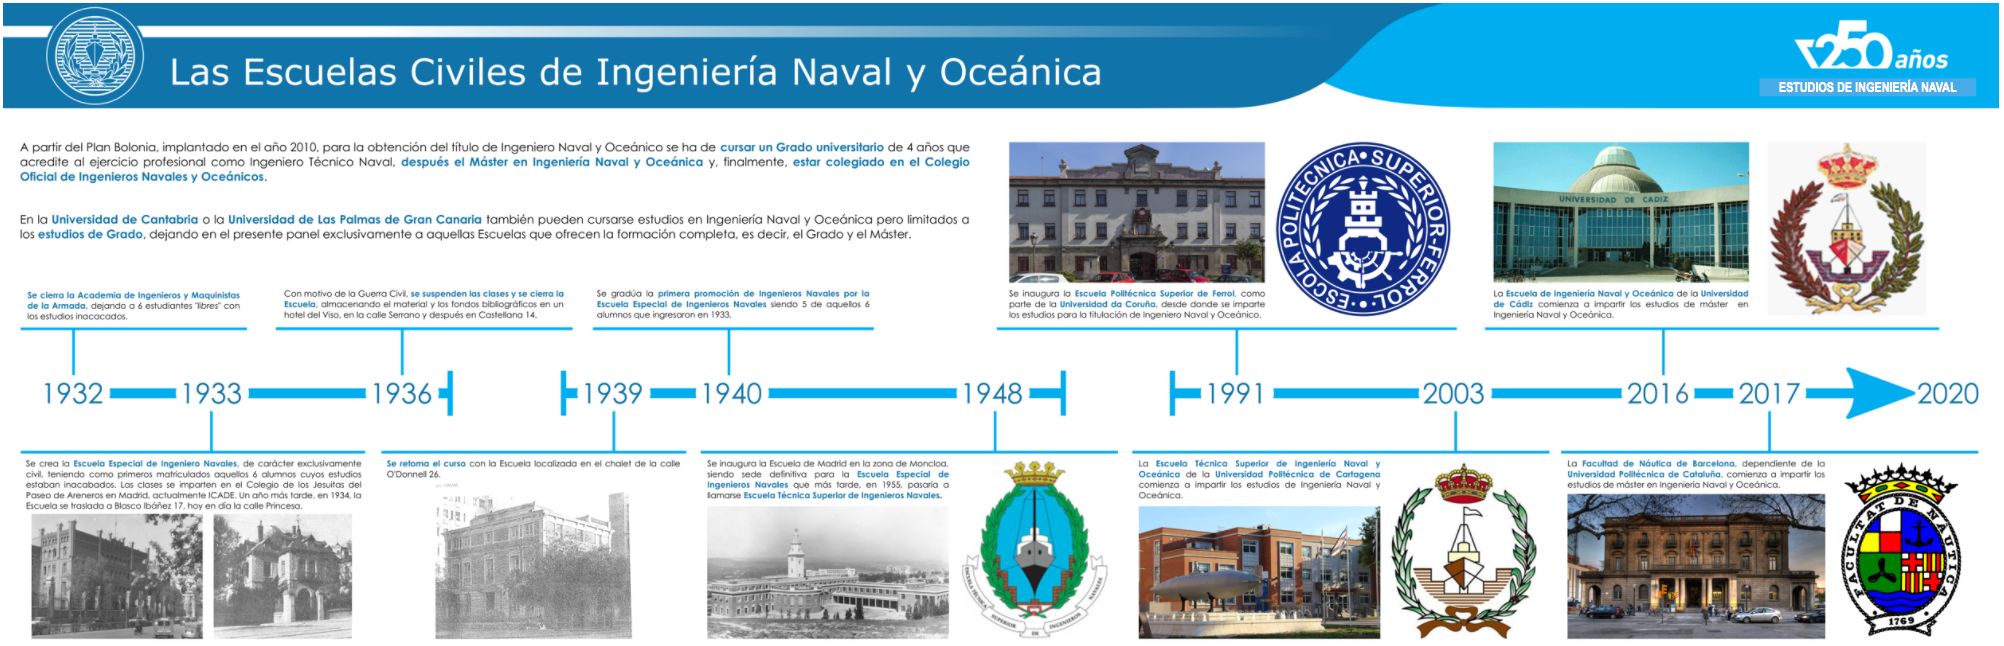 Las Escuelas Civiles de Ingeniería Naval y Oceánica
250 años
ESTUDIOS DE INGENIERÍA NAVAL
A partir del Plan Bolonia, implantado en el año 2010, para la obtención del título de Ingeniero Naval y Oceánico se ha de cursar un Grado universitario de 4 años que
acredite al ejercicio profesional como Ingeniero Técnico Naval, después el Máster en Ingeniería Naval y Oceánica y, finalmente, estar colegiado en el Colegio
Oficial de Ingenieros Navales y Oceánicos.
En la Universidad de Cantabria o la Universidad de Las Palmas de Gran Canaria también pueden cursarse estudios en Ingeniería Naval y Oceánica pero limitados a
los estudios de Grado, dejando en el presente panel exclusivamente a aquellas Escuelas que ofrecen la formación completa, es decir, el Grado y el Máster.
Se cierra la Academia de Ingenieros y Maquinistas
de la Armada, dejando a 6 estudiantes "libres" con
los estudios inacacados.
Con motivo de la Guerra Civil, se suspenden las clases y se cierra la
Escuela, almacenando el material y los fondos bibliográficos en un
hotel del Viso, en la calle Serrano y después en Castellana 14.
Se gradúa la primera promoción de Ingenieros Navales por la
Escuela Especial de Ingenieros Navales siendo 5 de aquellos 6
alumnos que ingresaron en 1933.
Se inaugura la Escuela Politécnica Superior de Ferrol, como
parte de la Universidad da Coruña, desde donde se imparte
los estudios para la titulación de Ingeniero Naval y Oceánico.
ESCOLA POLITÉCNICA SUPERIOR-FERROL
UNIVERSIDAD DE CADIZ
La Escuela de Ingeniería Naval y Oceánica de la Universidad
de Cádiz comienza a impartir los estudios de máster en
Ingeniería Naval y Oceánica.
1932 1933 1936 1939 1940 1948 1991 2003 2016 2017 2020
Se crea la Escuela Especial de Ingeniero Navales, de carácter exclusivamente
civil, teniendo como primeros matriculados aquellos 6 alumnos cuyos estudios
estaban inacabados. Las clases se imparten en el Colegio de los Jesuitas del
Paseo de Areneros en Madrid, actualmente ICADE. Un año más tarde, en 1934, la
Escuela se traslada a Blasco Ibáñez 17, hoy en día la calle Princesa.
Se retoma el curso con la Escuela localizada en el chalet de la calle
O'Donnell 26.
Se inaugura la Escuela de Madrid en la zona de Moncloa,
siendo sede definitiva para la Escuela Especial de
Ingenieros Navales que más tarde, en 1955, pasaría a
llamarse Escuela Técnica Superior de Ingenieros Navales.
ESCUELA TÉCNICA SUPERIOR DE INGENIEROS NAVALES
La Escuela Técnica Superior de Ingeniería Naval y
Oceánica de la Universidad Politécnica de Cartagena
comienza a impartir los estudios de Ingeniería Naval y
Oceánica.
La Facultad de Náutica de Barcelona, dependiente de la
Universidad Politécnica de Cataluña, comienza a impartir los
estudios de máster en Ingeniería Naval y Oceánica.
FACULTAT DE NAUTICA
1769